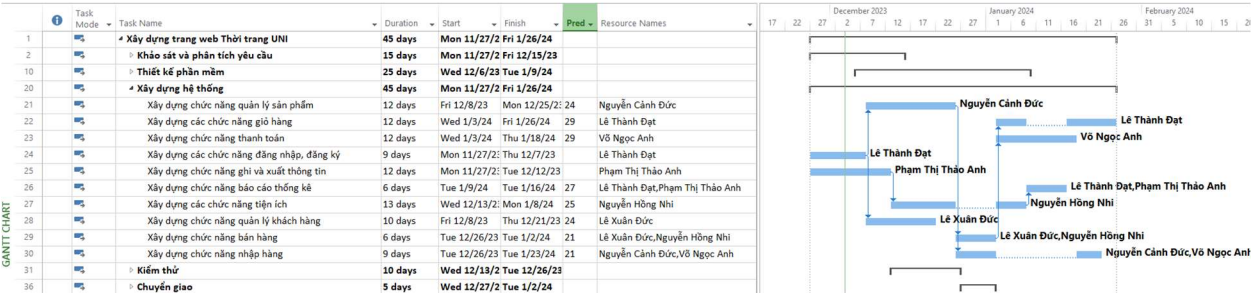 Task Mode Task Name Duration Start Finish Pred Resource Names
December 2023 January 2024 February 2024
17 22 27 2 7 12 17 22 27 1 6 11 16 21 26 31 5 10 15 20
1 Xây dựng trang web Thời trang UNI 45 days Mon 11/27/2 Fri 1/26/24
2 Khảo sát và phân tích yêu cầu 15 days Mon 11/27/2 Fri 12/15/23
10 Thiết kế phần mềm 25 days Wed 12/6/23 Tue 1/9/24
20 Xây dựng hệ thống 45 days Mon 11/27/2 Fri 1/26/24
21 Xây dựng chức năng quản lý sản phẩm 12 days Fri 12/8/23 Mon 12/25/23 24 Nguyễn Cảnh Đức Nguyễn Cảnh Đức
22 Xây dựng các chức năng giỏ hàng 12 days Wed 1/3/24 Fri 1/26/24 29 Lê Thành Đạt Lê Thành Đạt
23 Xây dựng chức năng thanh toán 12 days Wed 1/3/24 Thu 1/18/24 29 Võ Ngọc Anh Võ Ngọc Anh
24 Xây dựng các chức năng đăng nhập, đăng ký 9 days Mon 11/27/23 Thu 12/7/23 Lê Thành Đạt Lê Thành Đạt
25 Xây dựng chức năng ghi và xuất thông tin 12 days Mon 11/27/23 Tue 12/12/23 Phạm Thị Thảo Anh Phạm Thị Thảo Anh
26 Xây dựng chức năng báo cáo thống kê 6 days Tue 1/9/24 Tue 1/16/24 27 Lê Thành Đạt,Phạm Thị Thảo Anh Lê Thành Đạt,Phạm Thị Thảo Anh
27 Xây dựng các chức năng tiện ích 13 days Wed 12/13/23 Mon 1/8/24 25 Nguyễn Hồng Nhi Nguyễn Hồng Nhi
28 Xây dựng chức năng quản lý khách hàng 10 days Fri 12/8/23 Thu 12/21/23 24 Lê Xuân Đức Lê Xuân Đức
29 Xây dựng chức năng bán hàng 6 days Tue 12/26/23 Tue 1/2/24 21 Lê Xuân Đức,Nguyễn Hồng Nhi Lê Xuân Đức,Nguyễn Hồng Nhi
30 Xây dựng chức năng nhập hàng 9 days Tue 12/26/23 Tue 1/23/24 21 Nguyễn Cảnh Đức,Võ Ngọc Anh Nguyễn Cảnh Đức,Võ Ngọc Anh
31 Kiểm thử 10 days Wed 12/13/2 Tue 12/26/23
36 Chuyển giao 5 days Wed 12/27/2 Tue 1/2/24
GANTT CHART